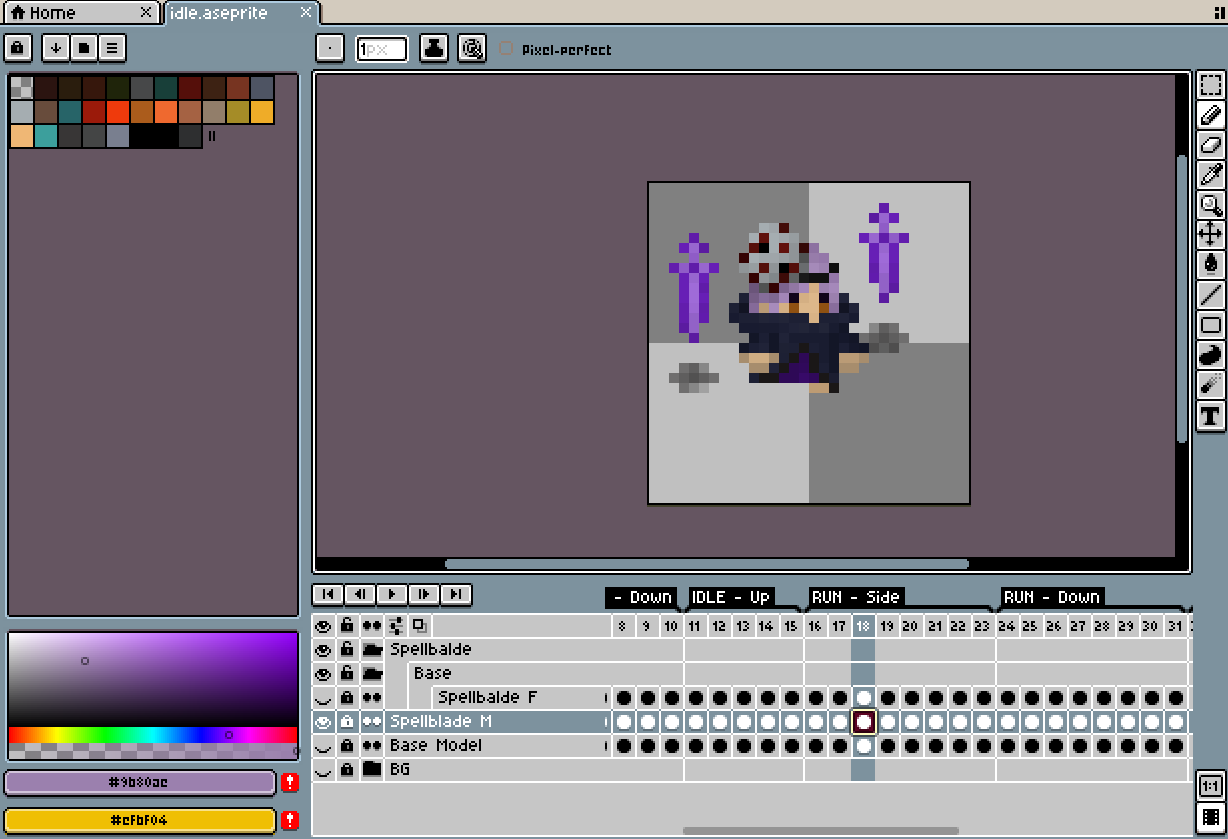 Home
idle.aseprite
1px
Pixel-perfect
- Down
IDLE - Up
RUN - Side
RUN - Down
8 9 10 11 12 13 14 15 16 17 18 19 20 21 22 23 24 25 26 27 28 29 30 31
Spellbalde
Base
Spellbalde F
Spellblade M
Base Model
BG
#9b80ac
#efbf04
1:1
T